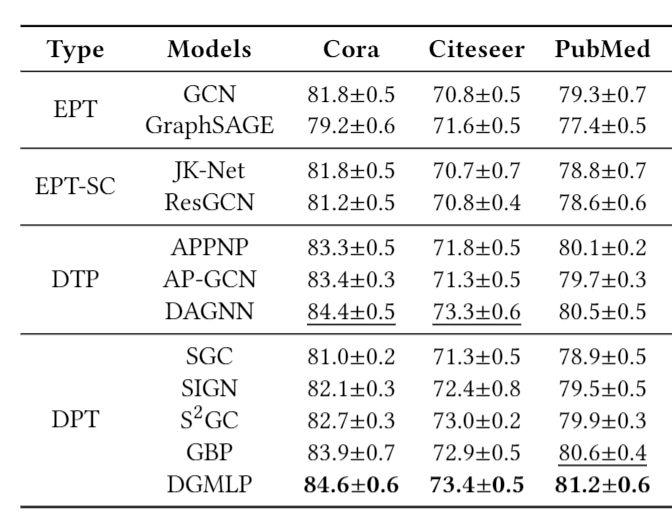 Type Models Cora Citeseer PubMed
EPT GCN 81.8±0.5 70.8±0.5 79.3±0.7
GraphSAGE 79.2±0.6 71.6±0.5 77.4±0.5
EPT-SC JK-Net 81.8±0.5 70.7±0.7 78.8±0.7
ResGCN 81.2±0.5 70.8±0.4 78.6±0.6
APPNP 83.3±0.5 71.8±0.5 80.1±0.2
DTP AP-GCN 83.4±0.3 71.3±0.5 79.7±0.3
DAGNN 84.4±0.5 73.3±0.6 80.5±0.5
SGC 81.0±0.2 71.3±0.5 78.9±0.5
SIGN 82.1±0.3 72.4±0.8 79.5±0.5
DPT S²GC 82.7±0.3 73.0±0.2 79.9±0.3
GBP 83.9±0.7 72.9±0.5 80.6±0.4
DGMLP 84.6±0.6 73.4±0.5 81.2±0.6